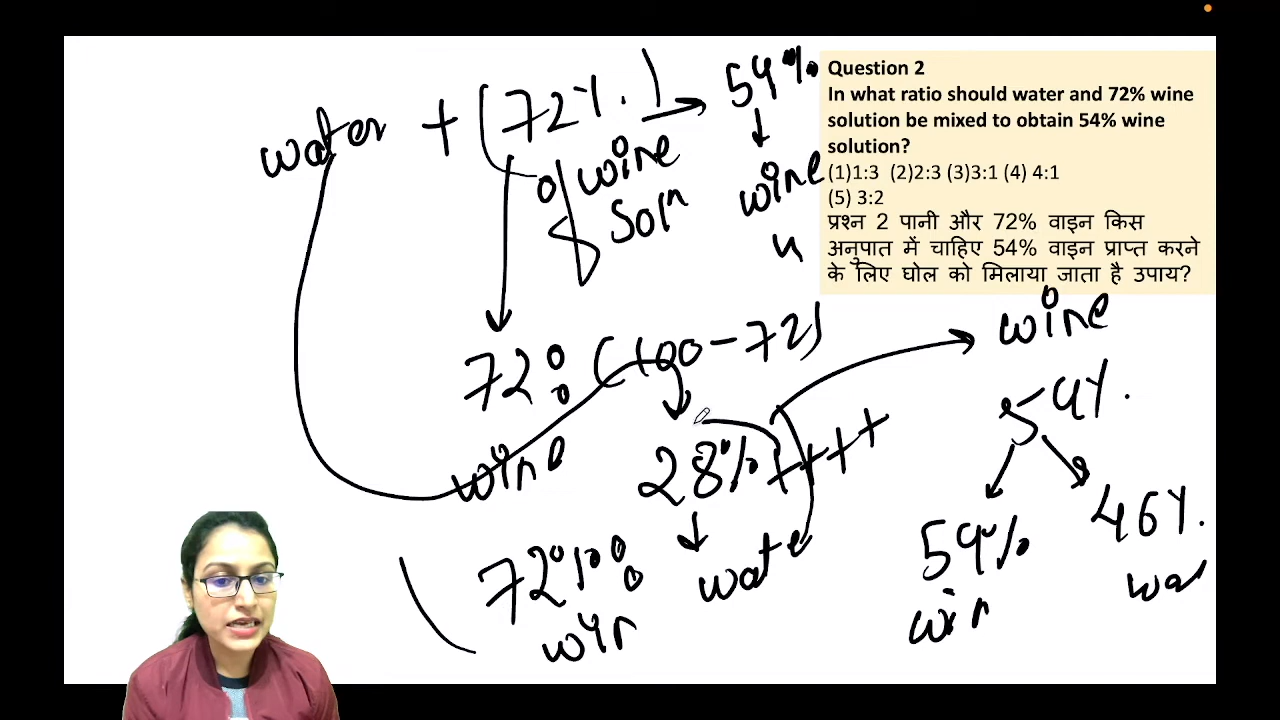 Question 2
In what ratio should water and 72% wine
solution be mixed to obtain 54% wine
solution?
(1)1:3 (2)2:3 (3)3:1 (4) 4:1
(5) 3:2
प्रश्न 2 पानी और 72% वाइन किस
अनुपात में चाहिए 54% वाइन प्राप्त करने
के लिए घोल को मिलाया जाता है उपाय?
water + (72%.) → 54%
of wine
Soln
wine
72% (100-72)
wine
28% + + + +
water
72%
win
wine
54%.
54%
win
46%.
wat